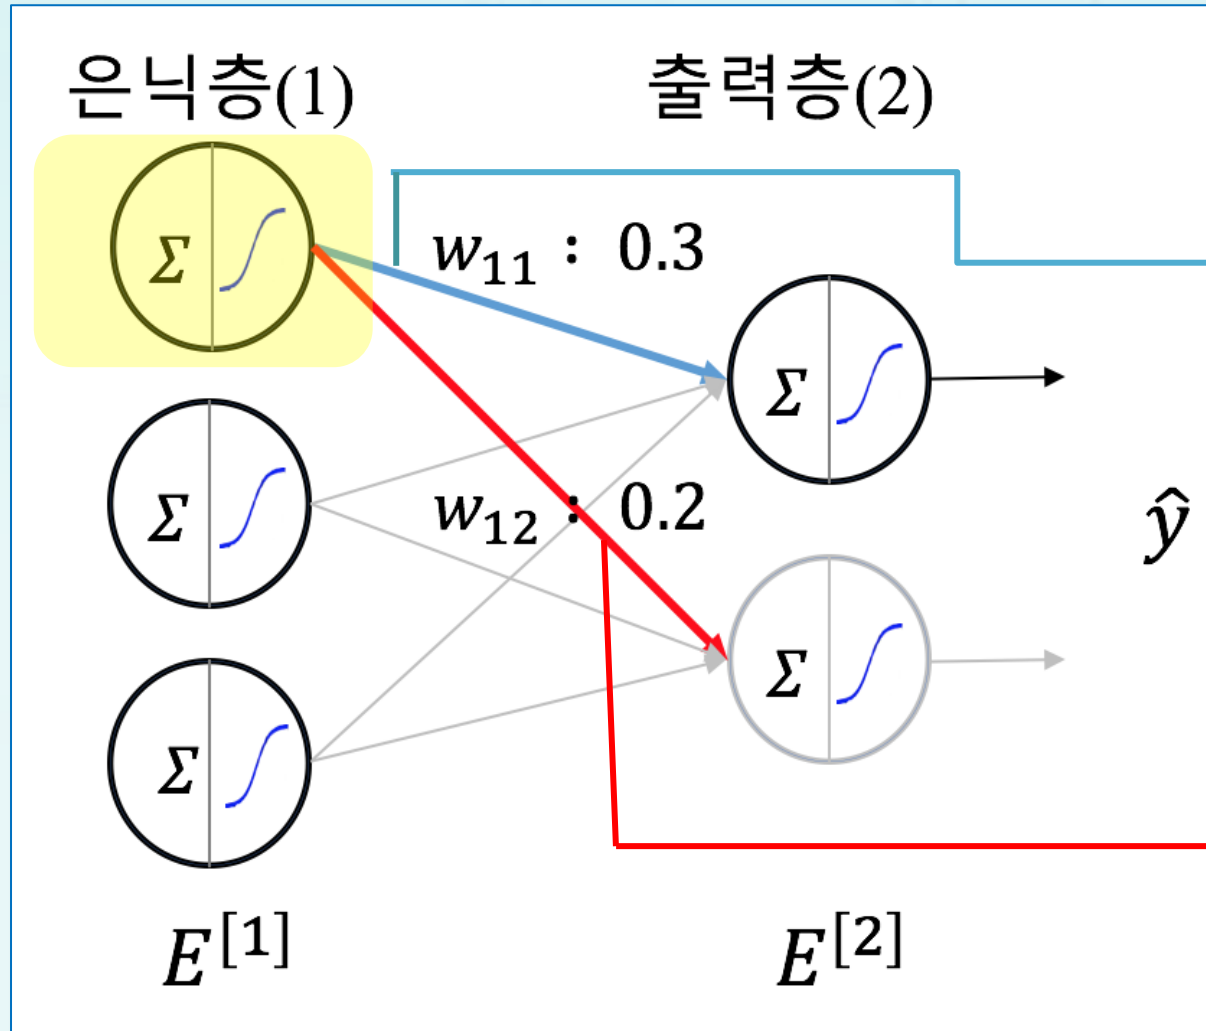 은닉층(1) 출력층(2)
Σ
w₁₁ : 0.3
Σ
Σ
w₁₂ : 0.2
ŷ
Σ
Σ
E^[1] E^[2]